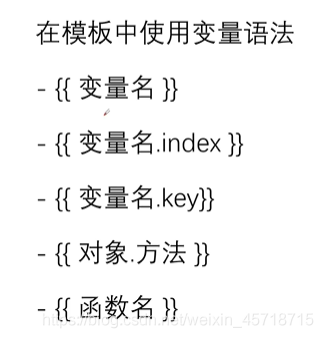 在模板中使用变量语法
- {{ 变量名 }}
- {{ 变量名.index }}
- {{ 变量名.key}}
- {{ 对象.方法 }}
- {{ 函数名 }}
https://blog.csdn.net/weixin_45718715